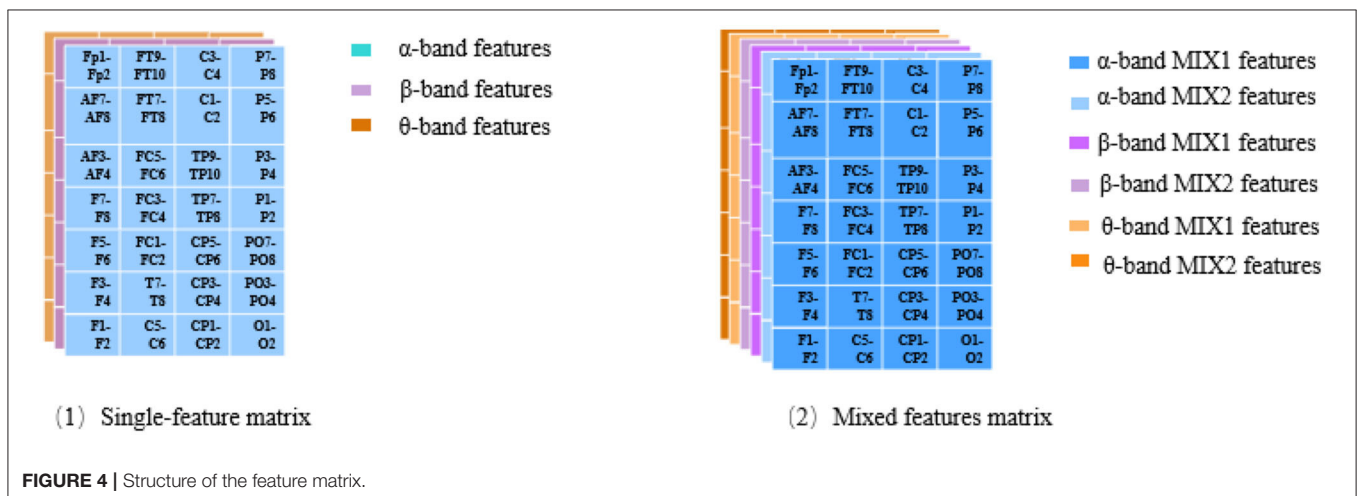 Fp1- FT9- C3- P7-
Fp2 FT10 C4 P8
AF7- FT7- C1- P5-
AF8 FT8 C2 P6
AF3- FC5- TP9- P3-
AF4 FC6 TP10 P4
F7- FC3- TP7- P1-
F8 FC4 TP8 P2
F5- FC1- CP5- PO7-
F6 FC2 CP6 PO8
F3- T7- CP3- PO3-
F4 T8 CP4 PO4
F1- C5- CP1- O1-
F2 C6 CP2 O2
α-band features
β-band features
θ-band features
(1) Single-feature matrix
Fp1- FT9- C3- P7-
Fp2 FT10 C4 P8
AF7- FT7- C1- P5-
AF8 FT8 C2 P6
AF3- FC5- TP9- P3-
AF4 FC6 TP10 P4
F7- FC3- TP7- P1-
F8 FC4 TP8 P2
F5- FC1- CP5- PO7-
F6 FC2 CP6 PO8
F3- T7- CP3- PO3-
F4 T8 CP4 PO4
F1- C5- CP1- O1-
F2 C6 CP2 O2
α-band MIX1 features
α-band MIX2 features
β-band MIX1 features
β-band MIX2 features
θ-band MIX1 features
θ-band MIX2 features
(2) Mixed features matrix
FIGURE 4 | Structure of the feature matrix.